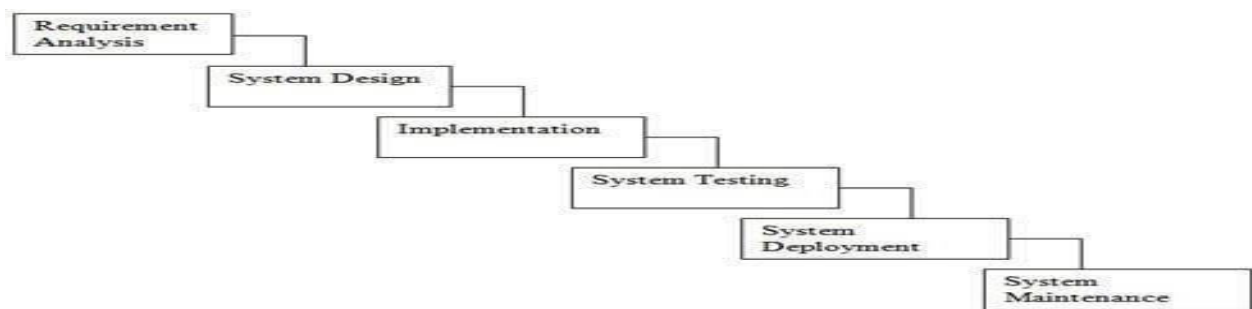 Requirement
Analysis
System Design
Implementation
System Testing
System
Deployment
System
Maintenance